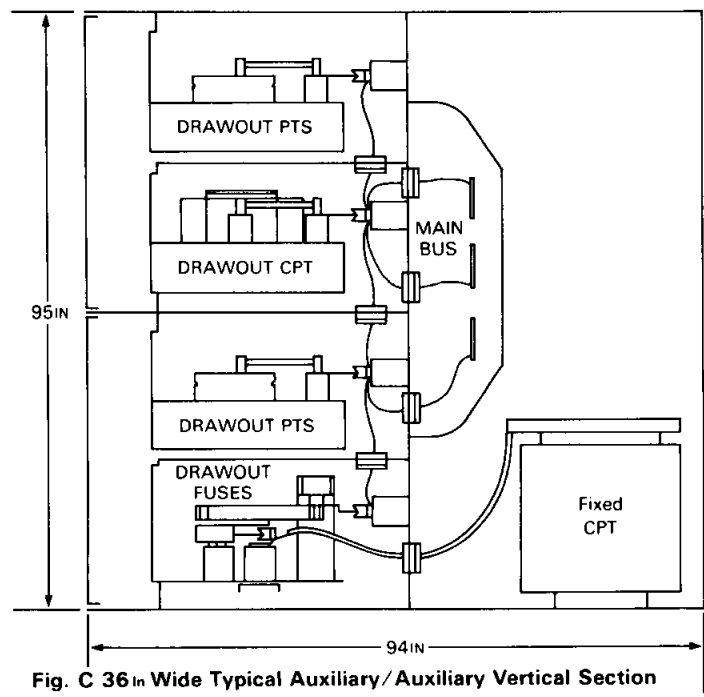 DRAWOUT PTS
DRAWOUT CPT
MAIN
BUS
95IN
DRAWOUT PTS
DRAWOUT
FUSES
Fixed
CPT
94IN
Fig. C 36In Wide Typical Auxiliary/Auxiliary Vertical Section